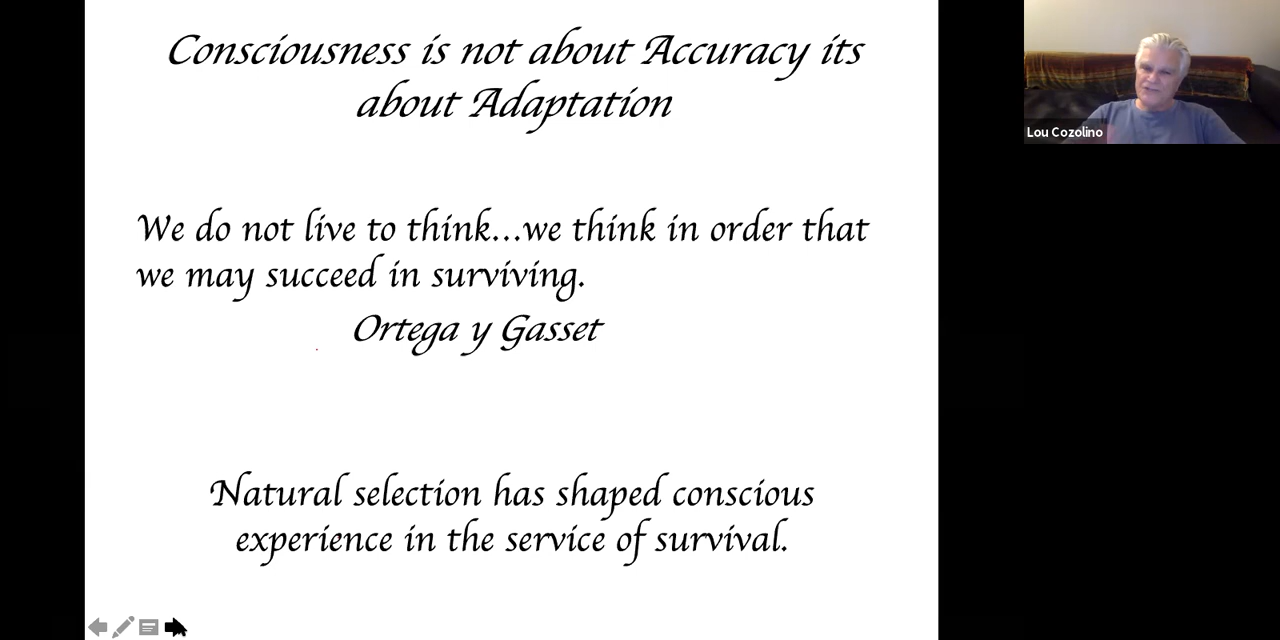 Consciousness is not about Accuracy its
about Adaptation
We do not live to think...we think in order that
we may succeed in surviving.
Ortega y Gasset
Natural selection has shaped conscious
experience in the service of survival.
Lou Cozolino